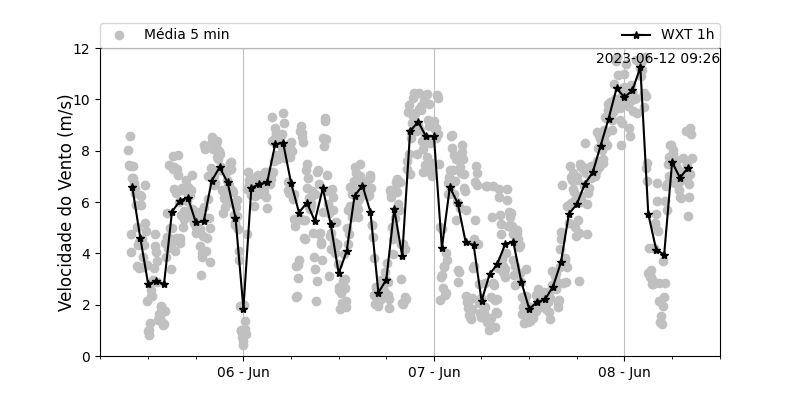 Média 5 min
WXT 1h
2023-06-12 09:26
Velocidade do Vento (m/s)
12
10
8
6
4
2
0
06 - Jun
07 - Jun
08 - Jun